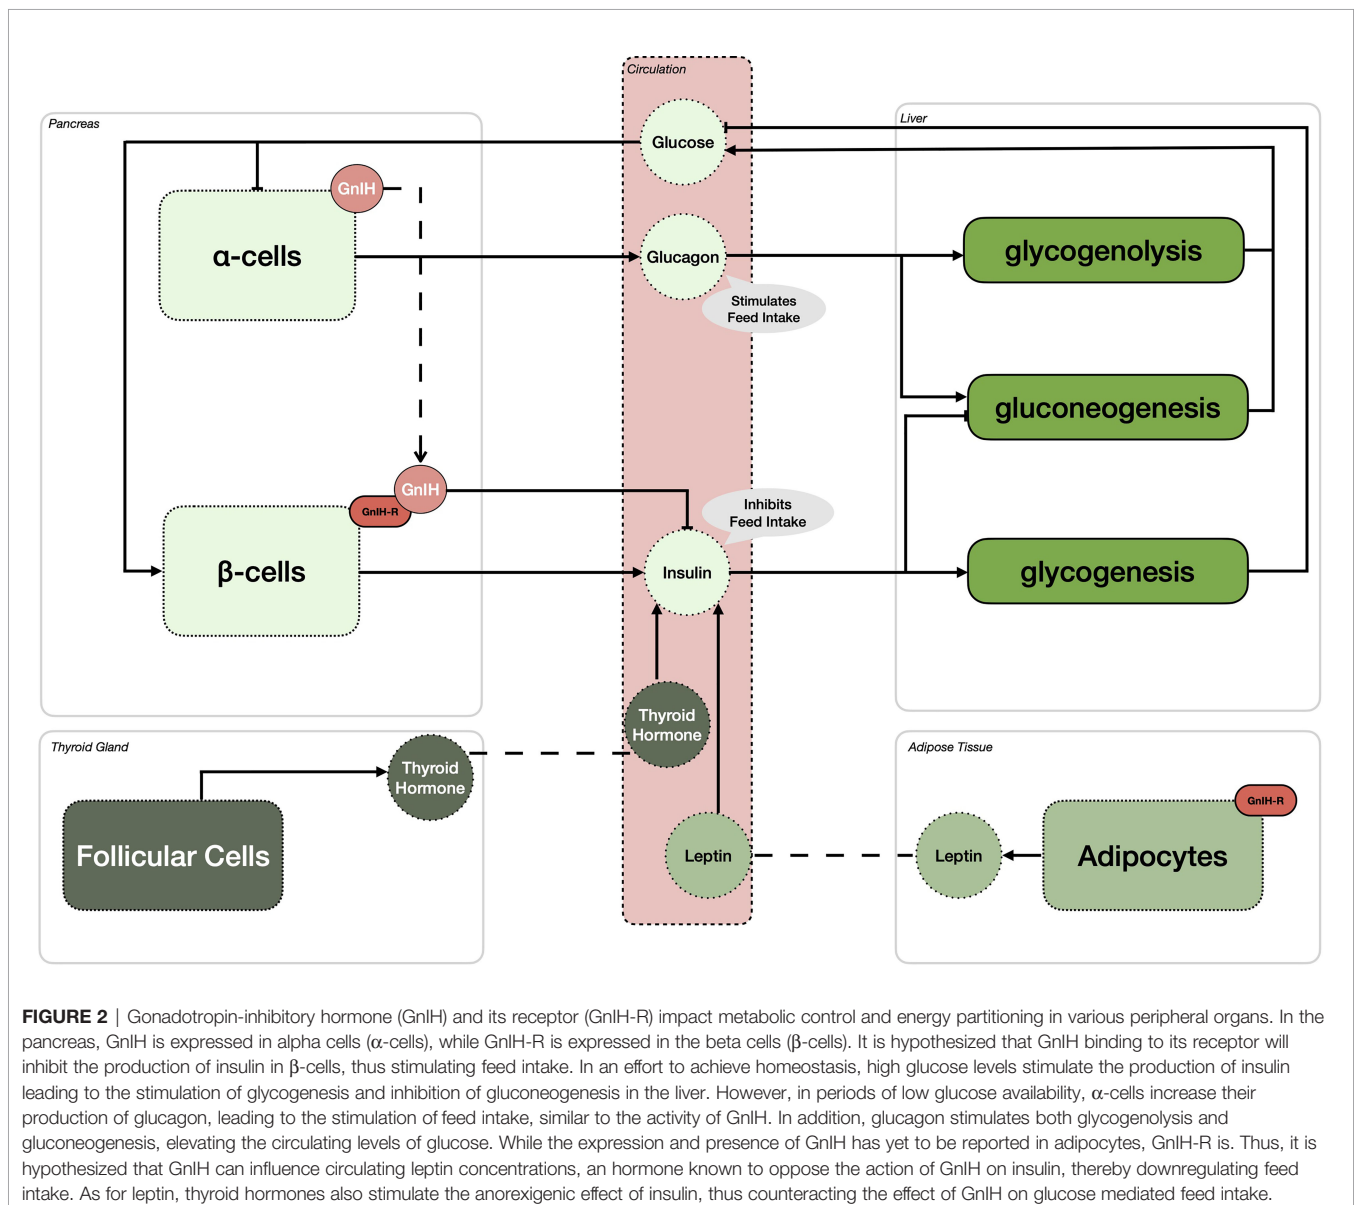 Circulation
Pancreas
Liver
Glucose
GnIH
α-cells
Glucagon
glycogenolysis
Stimulates
Feed Intake
gluconeogenesis
GnIH
GnIH-R
Inhibits
Feed Intake
β-cells
Insulin
glycogenesis
Thyroid
Hormone
Thyroid Gland
Adipose Tissue
Thyroid
Hormone
GnIH-R
Follicular Cells
Leptin
Leptin
Adipocytes
FIGURE 2 | Gonadotropin-inhibitory hormone (GnIH) and its receptor (GnIH-R) impact metabolic control and energy partitioning in various peripheral organs. In the
pancreas, GnIH is expressed in alpha cells (α-cells), while GnIH-R is expressed in the beta cells (β-cells). It is hypothesized that GnIH binding to its receptor will
inhibit the production of insulin in β-cells, thus stimulating feed intake. In an effort to achieve homeostasis, high glucose levels stimulate the production of insulin
leading to the stimulation of glycogenesis and inhibition of gluconeogenesis in the liver. However, in periods of low glucose availability, α-cells increase their
production of glucagon, leading to the stimulation of feed intake, similar to the activity of GnIH. In addition, glucagon stimulates both glycogenolysis and
gluconeogenesis, elevating the circulating levels of glucose. While the expression and presence of GnIH has yet to be reported in adipocytes, GnIH-R is. Thus, it is
hypothesized that GnIH can influence circulating leptin concentrations, an hormone known to oppose the action of GnIH on insulin, thereby downregulating feed
intake. As for leptin, thyroid hormones also stimulate the anorexigenic effect of insulin, thus counteracting the effect of GnIH on glucose mediated feed intake.